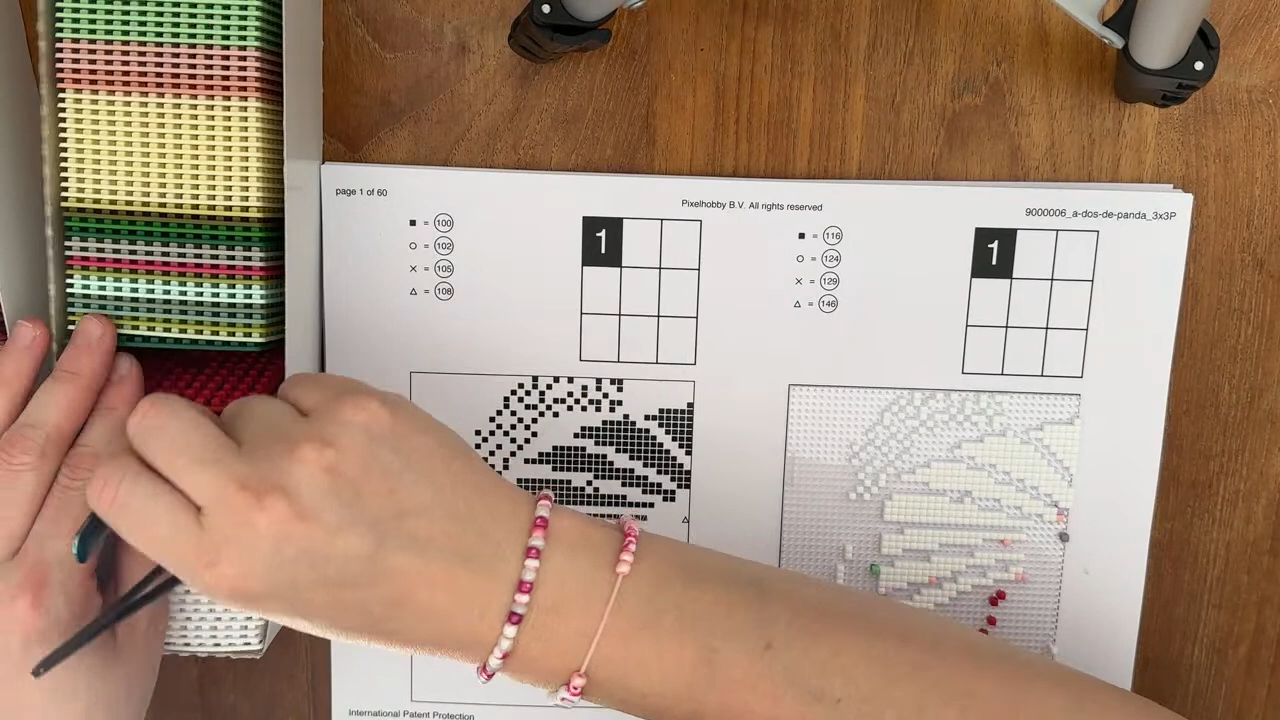 page 1 of 60
Pixelhobby B.V. All rights reserved
9000006_a-dos-de-panda_3x3P
■ = 100
○ = 102
× = 105
△ = 108
1
■ = 116
○ = 124
× = 129
△ = 146
1
International Patent Protection